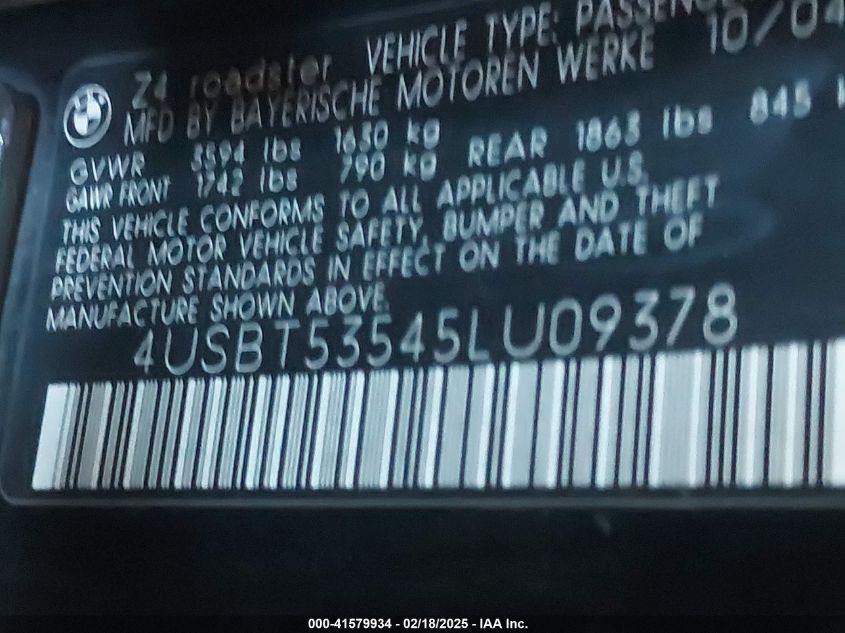 Z4 roadster VEHICLE TYPE: PASSENG
MFD BY BAYERISCHE MOTOREN WERKE 10/04
GVWR 3594 lbs 1630 kg
GAWR FRONT 1742 lbs 790 kg REAR 1863 lbs 845
THIS VEHICLE CONFORMS TO ALL APPLICABLE U.S.
FEDERAL MOTOR VEHICLE SAFETY, BUMPER AND THEFT
PREVENTION STANDARDS IN EFFECT ON THE DATE OF
MANUFACTURE SHOWN ABOVE.
4USBT53545LU09378
000-41579934 - 02/18/2025 - IAA Inc.